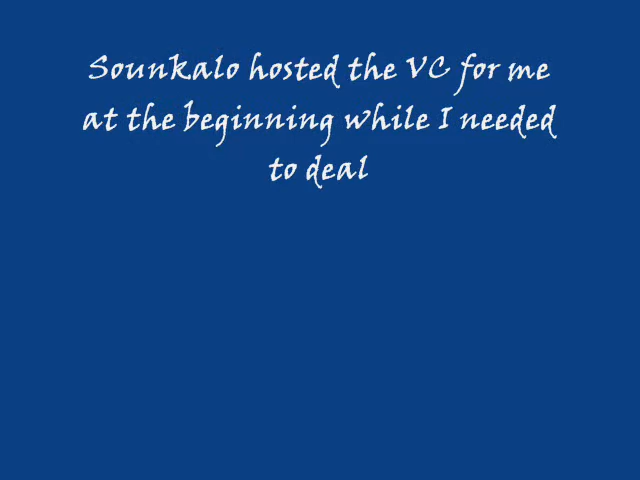 Sounkalo hosted the VC for me
at the beginning while I needed
to deal